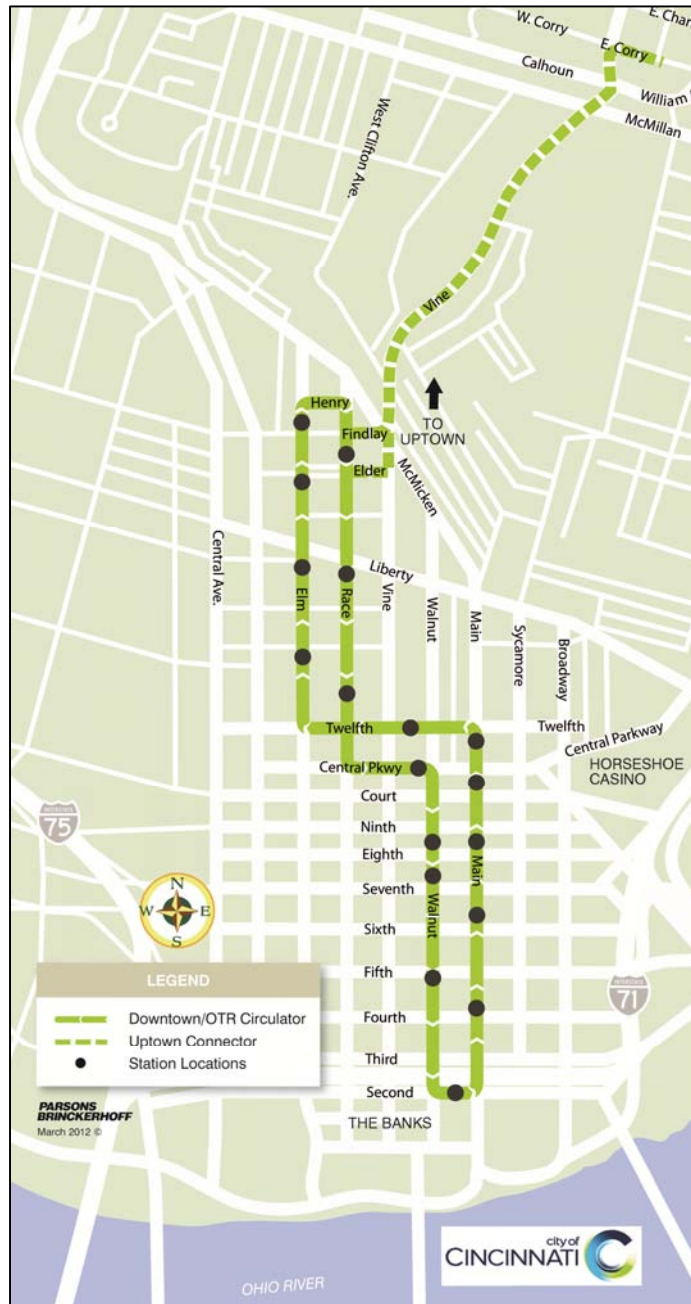 W. Corry
E. Char
E. Corry
Calhoun
William
McMillan
West Clifton Ave.
Vine
TO
UPTOWN
Henry
Findlay
Elder
McMicken
Central Ave.
Liberty
Elm
Race
Vine
Walnut
Main
Sycamore
Broadway
Twelfth
Twelfth
Central Parkway
Central Pkwy
HORSESHOE
CASINO
Court
Ninth
Eighth
Seventh
Sixth
Fifth
Fourth
Third
Second
Walnut
Main
INTERSTATE
75
INTERSTATE
71
N
W E
S
LEGEND
Downtown/OTR Circulator
Uptown Connector
Station Locations
THE BANKS
PARSONS
BRINCKERHOFF
March 2012 ©
city of
CINCINNATI
OHIO RIVER